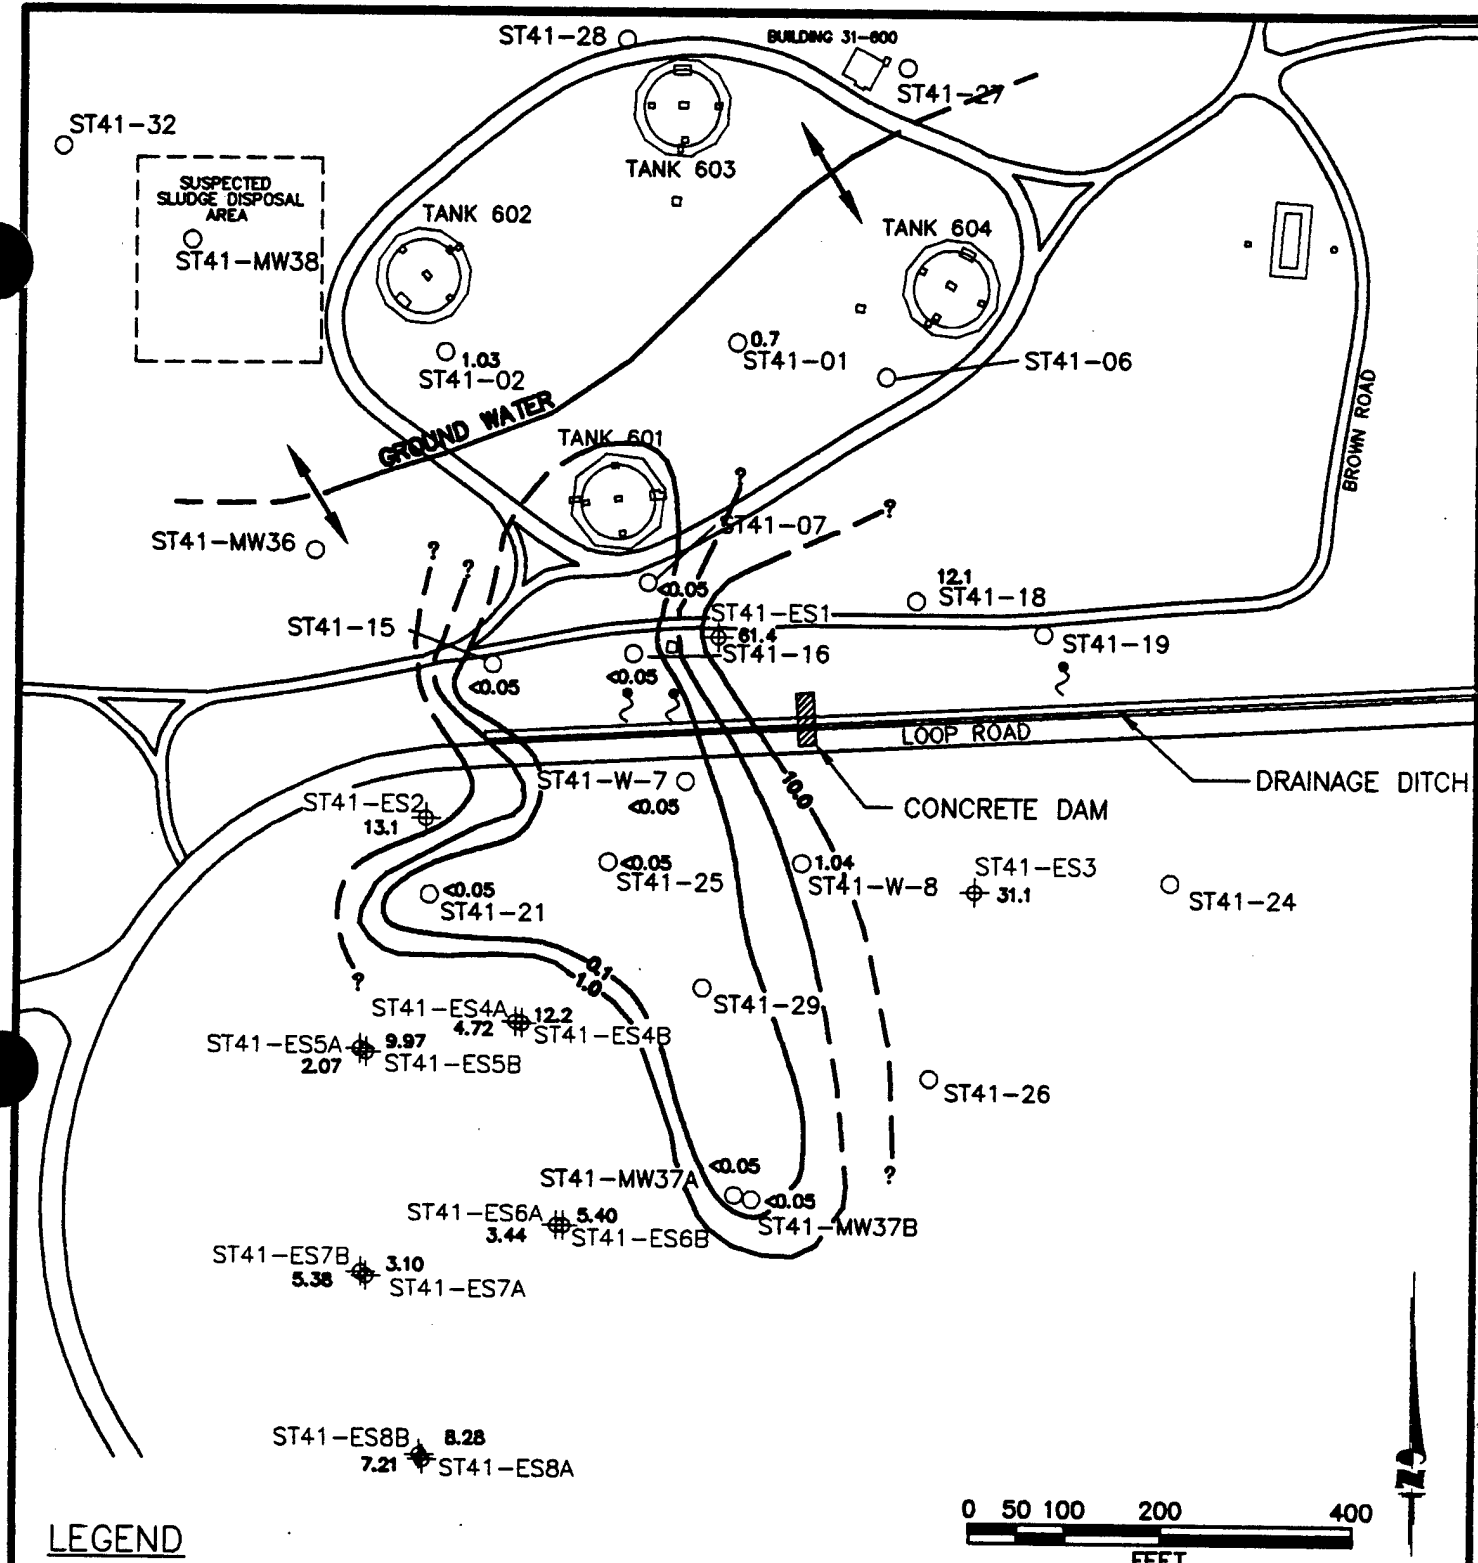 ST41-28
BUILDING 31-600
ST41-27
ST41-32
TANK 603
SUSPECTED
SLUDGE DISPOSAL
AREA
TANK 602
TANK 604
ST41-MW38
0.7
ST41-01
1.03
ST41-02
ST41-06
GROUND WATER
BROWN ROAD
TANK 601
?
?
ST41-07
ST41-MW36
?
?
<0.05
12.1
ST41-18
ST41-ES1
ST41-15
61.4
ST41-16
ST41-19
<0.05
<0.05
LOOP ROAD
ST41-W-7
10.0
DRAINAGE DITCH
ST41-ES2
<0.05
CONCRETE DAM
13.1
<0.05
ST41-25
1.04
ST41-W-8
ST41-ES3
31.1
<0.05
ST41-21
ST41-24
0.1
1.0
?
ST41-29
ST41-ES4A
4.72
12.2
ST41-ES4B
ST41-ES5A
2.07
9.97
ST41-ES5B
ST41-26
<0.05
?
ST41-MW37A
<0.05
ST41-MW37B
ST41-ES6A
3.44
5.40
ST41-ES6B
ST41-ES7B
5.38
3.10
ST41-ES7A
ST41-ES8B
8.28
7.21
ST41-ES8A
N
0 50 100 200 400
FEET
LEGEND